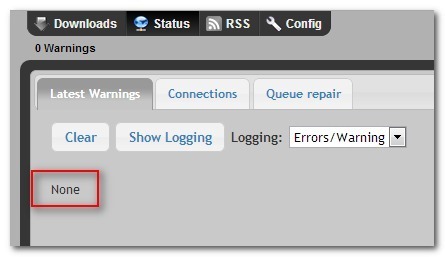 Downloads Status RSS Config
0 Warnings
Latest Warnings Connections Queue repair
Clear Show Logging Logging: Errors/Warning
None